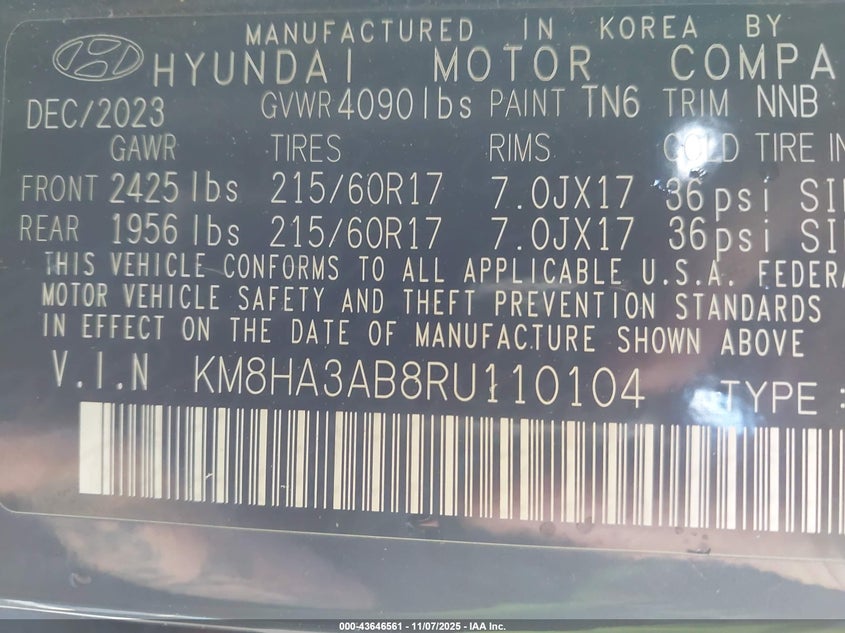 MANUFACTURED IN KOREA BY
HYUNDAI MOTOR COMPA
DEC/2023 GVWR 4090 lbs PAINT TN6 TRIM NNB
GAWR TIRES RIMS COLD TIRE IN
FRONT 2425 lbs 215/60R17 7.0JX17 36 psi
REAR 1956 lbs 215/60R17 7.0JX17 36 psi
THIS VEHICLE CONFORMS TO ALL APPLICABLE U.S.A. FEDERA
MOTOR VEHICLE SAFETY AND THEFT PREVENTION STANDARDS
IN EFFECT ON THE DATE OF MANUFACTURE SHOWN ABOVE
V.I.N KM8HA3AB8RU110104 TYPE :
000-43646561 - 11/07/2025 - IAA Inc.